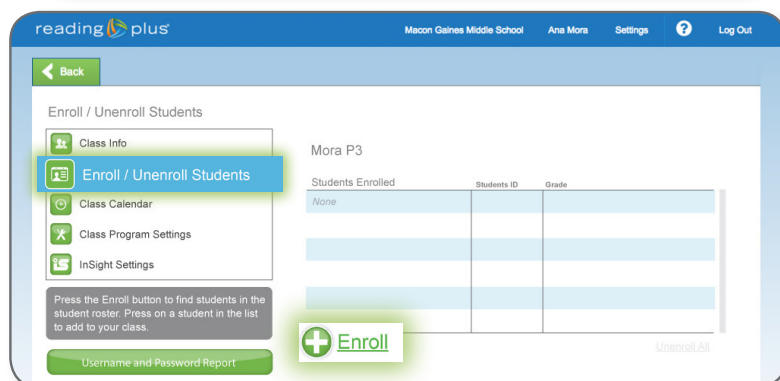 reading plus
Macon Gaines Middle School Ana Mora Settings ? Log Out
Back
Enroll / Unenroll Students
Class Info
Enroll / Unenroll Students
Class Calendar
Class Program Settings
InSight Settings
Press the Enroll button to find students in the
student roster. Press on a student in the list
to add to your class.
Username and Password Report
Mora P3
Students Enrolled Students ID Grade
None
Enroll
Unenroll All